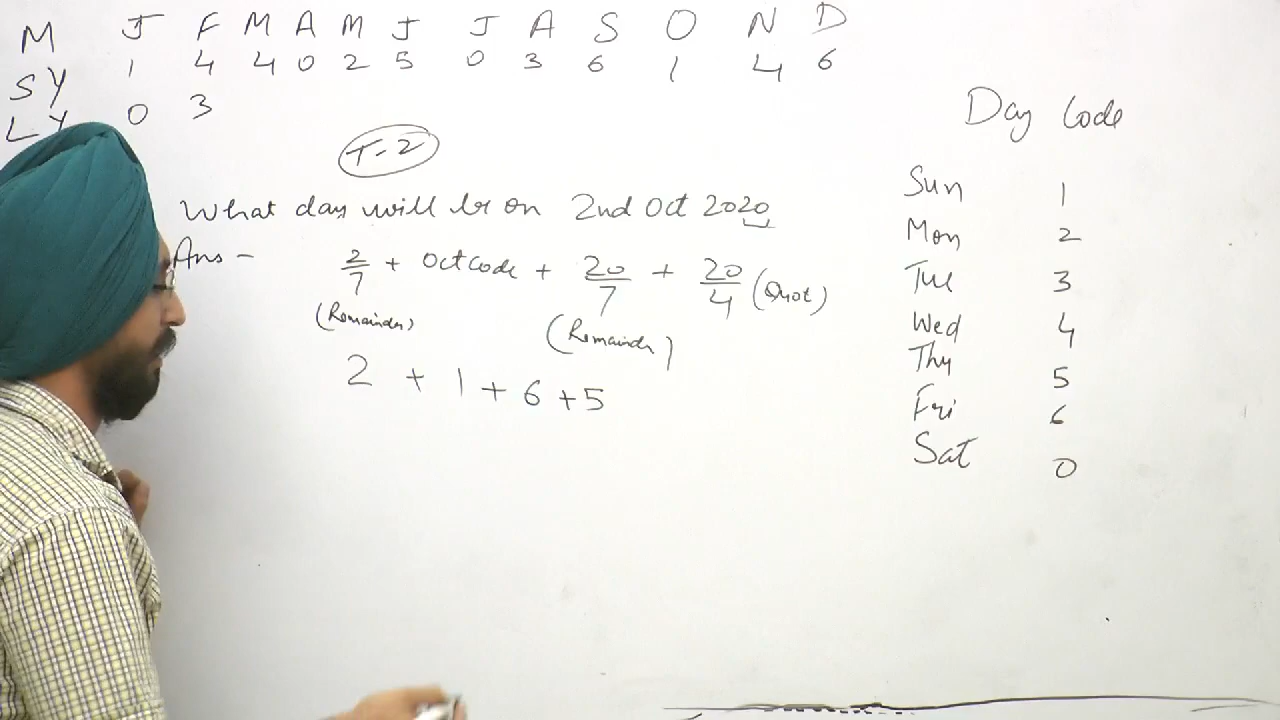 M J F M A M J J A S O N D
SY 1 4 4 0 2 5 0 3 6 1 4 6
LY 0 3
T-2
What day will be on 2nd Oct 2020
Ans -
2/7 + Oct code + 20/7 + 20/4 (Quot)
(Remainder) (Remainder)
2 + 1 + 6 + 5
Day Code
Sun 1
Mon 2
Tue 3
Wed 4
Thu 5
Fri 6
Sat 0